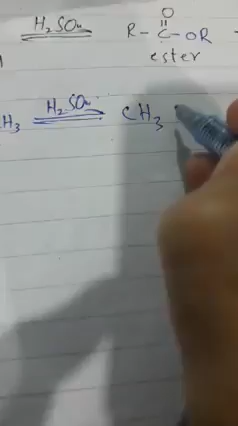 O
H₂SO₄ R-C-OR
ester
H₃ H₂SO₄ CH₃